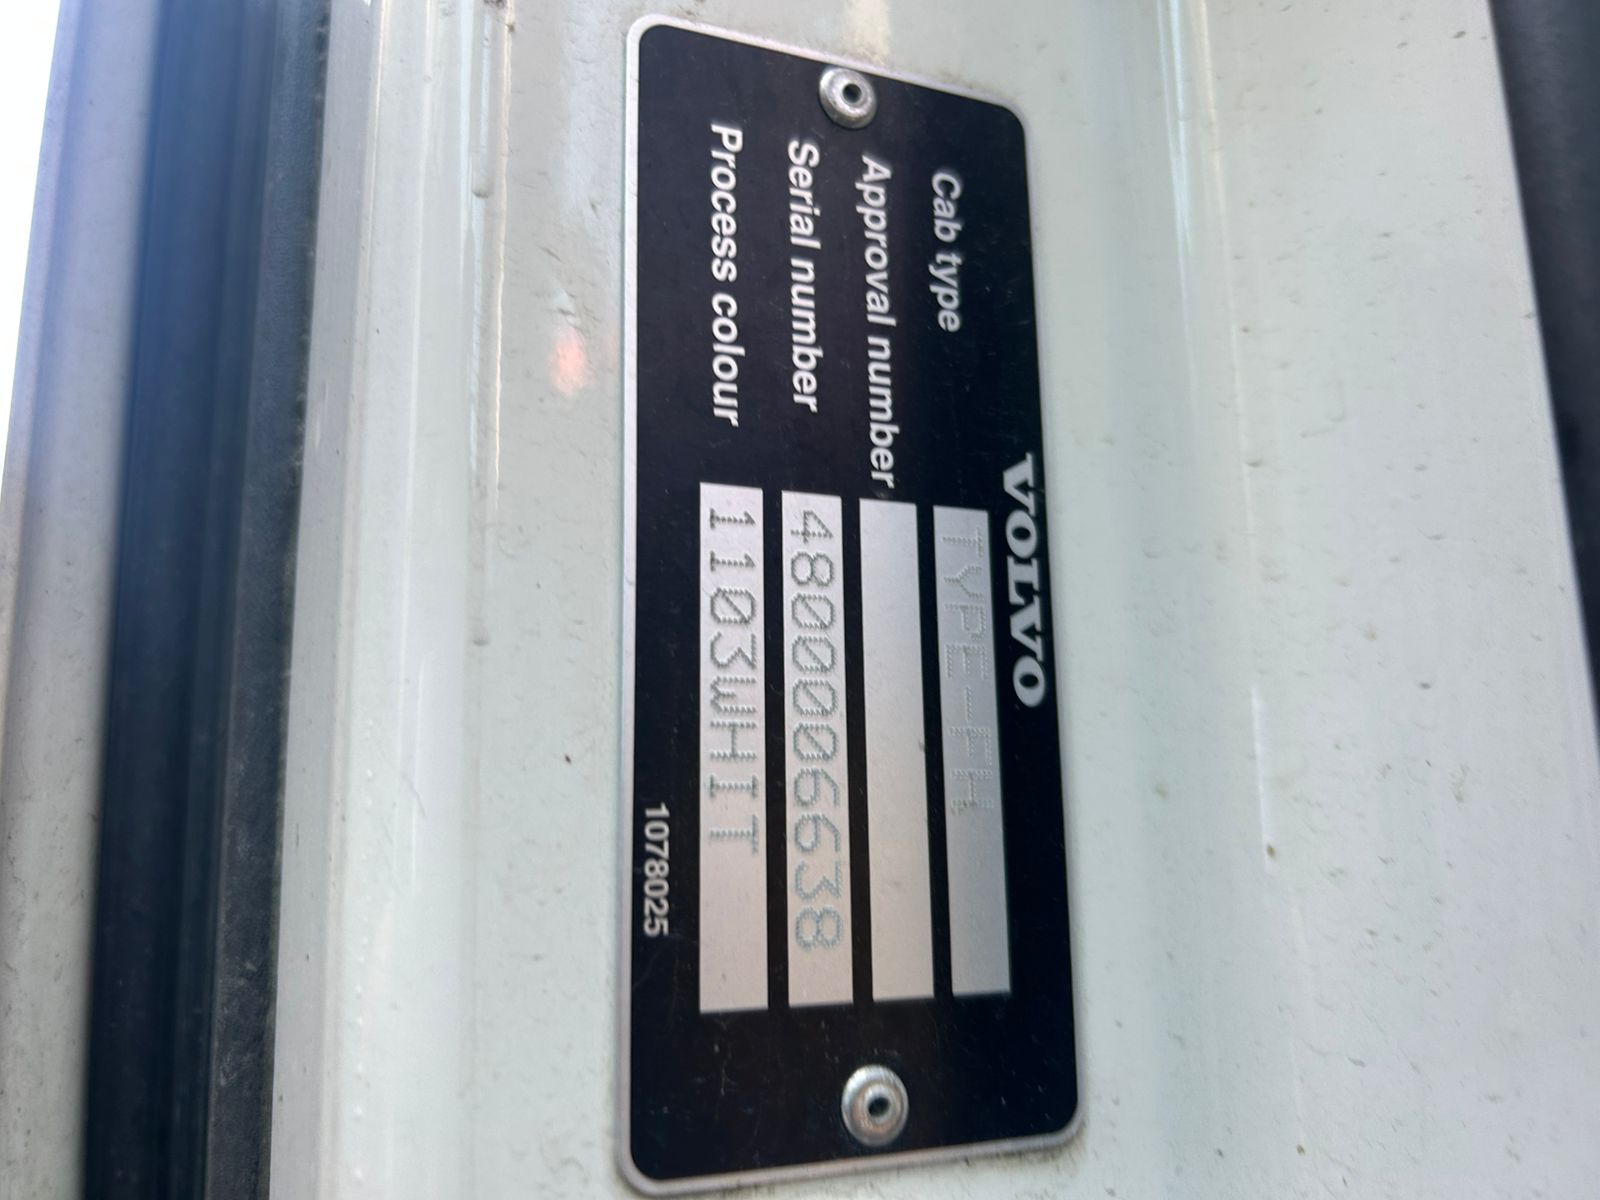 VOLVO
Cab type TYPE-FH
Approval number
Serial number 4800006638
Process colour 1103WHIT
1078025